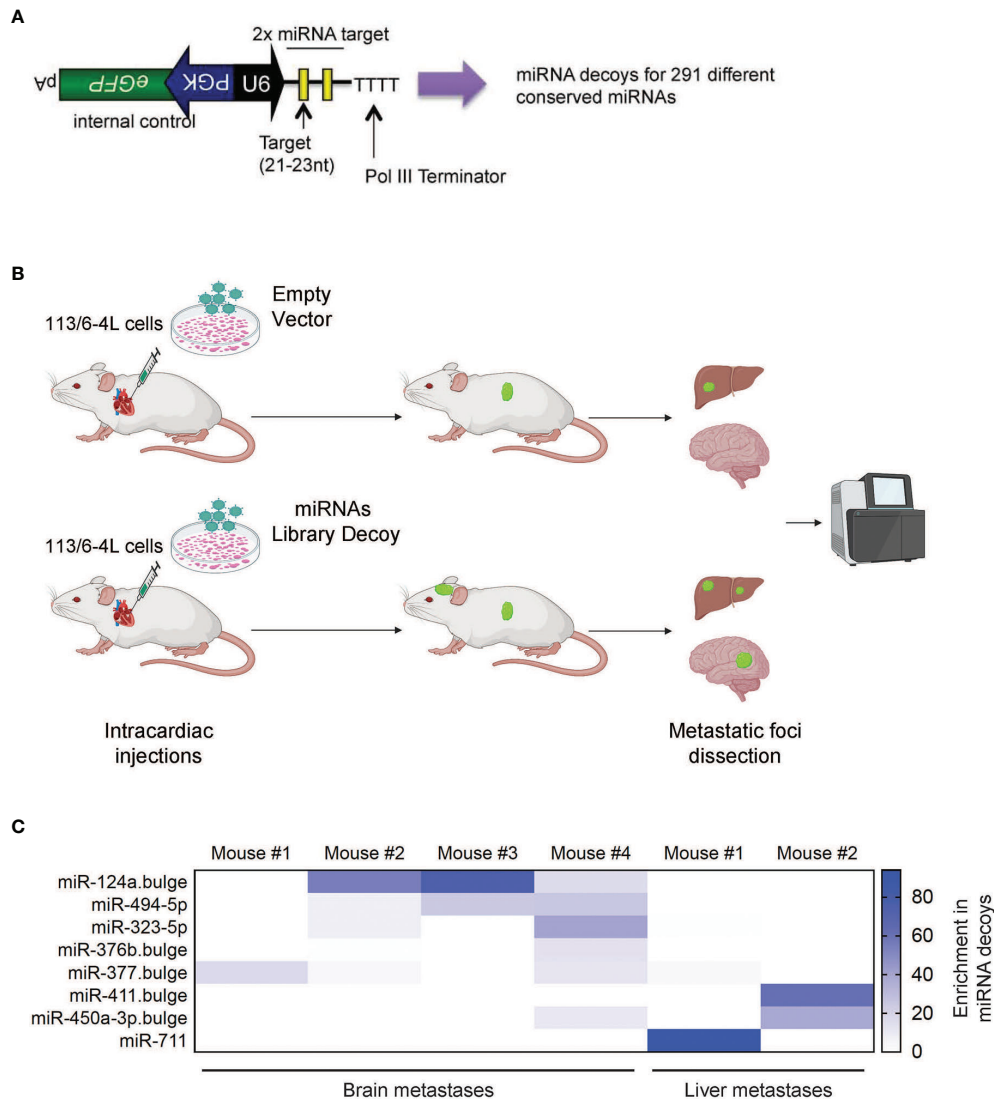 A
2x miRNA target
pA
eGFP
PGK
U6
TTTT
internal control
Target
(21-23nt)
Pol III Terminator
miRNA decoys for 291 different
conserved miRNAs
B
113/6-4L cells
Empty
Vector
113/6-4L cells
miRNAs
Library Decoy
Intracardiac
injections
Metastatic foci
dissection
C
Mouse #1 Mouse #2 Mouse #3 Mouse #4 Mouse #1 Mouse #2
miR-124a.bulge
miR-494-5p
miR-323-5p
miR-376b.bulge
miR-377.bulge
miR-411.bulge
miR-450a-3p.bulge
miR-711
80
60
40
20
0
Enrichment in
miRNA decoys
Brain metastases
Liver metastases